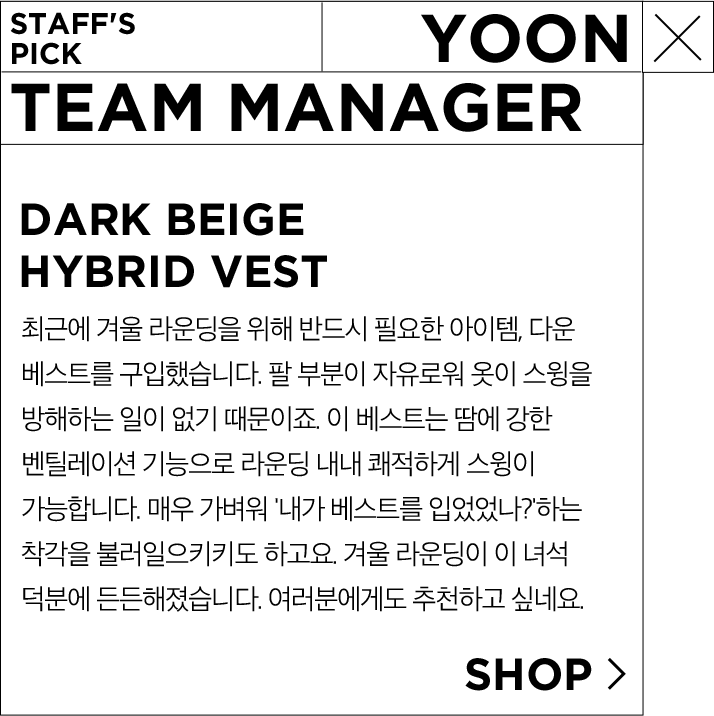 STAFF'S
PICK
YOON
TEAM MANAGER
DARK BEIGE
HYBRID VEST
최근에 겨울 라운딩을 위해 반드시 필요한 아이템, 다운
베스트를 구입했습니다. 팔 부분이 자유로워 옷이 스윙을
방해하는 일이 없기 때문이죠. 이 베스트는 땀에 강한
벤틸레이션 기능으로 라운딩 내내 쾌적하게 스윙이
가능합니다. 매우 가벼워 '내가 베스트를 입었었나?'하는
착각을 불러일으키키도 하고요. 겨울 라운딩이 이 녀석
덕분에 든든해졌습니다. 여러분에게도 추천하고 싶네요.
SHOP >